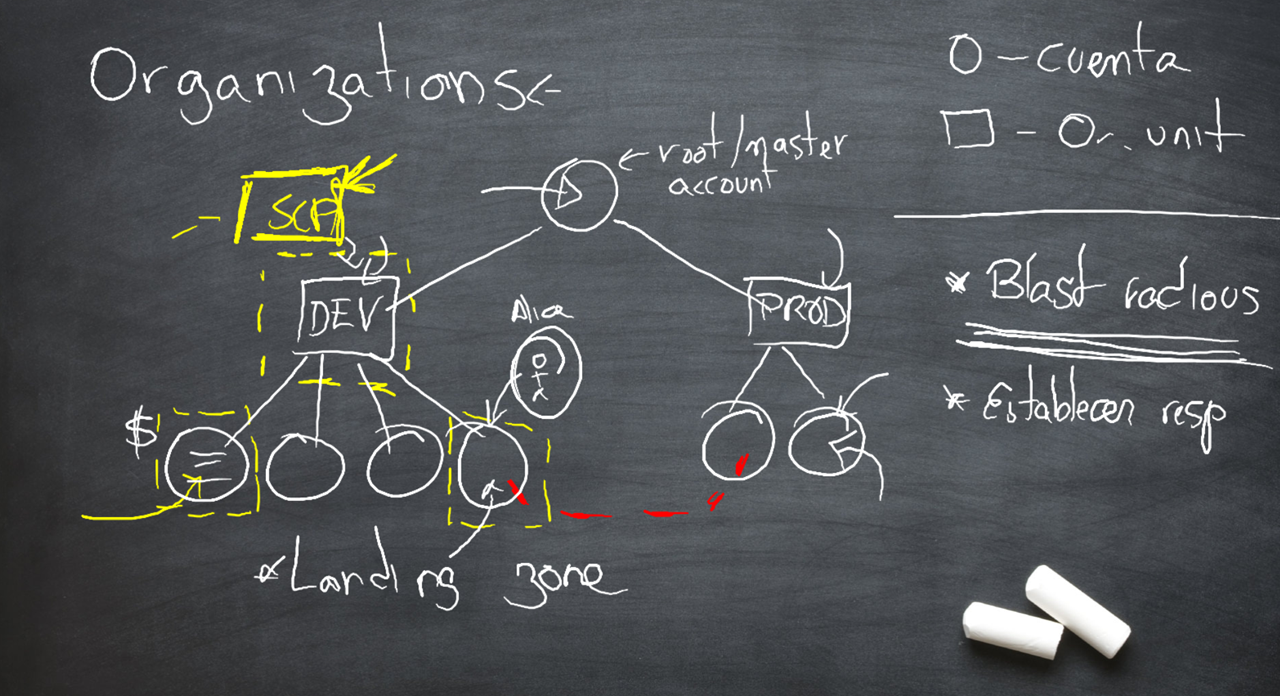 Organizations
O - cuenta
□ - Or. unit
root/master
account
SCP
DEV
PROD
Alice
$
* Blast radious
* Establecer resp
* Landing zone